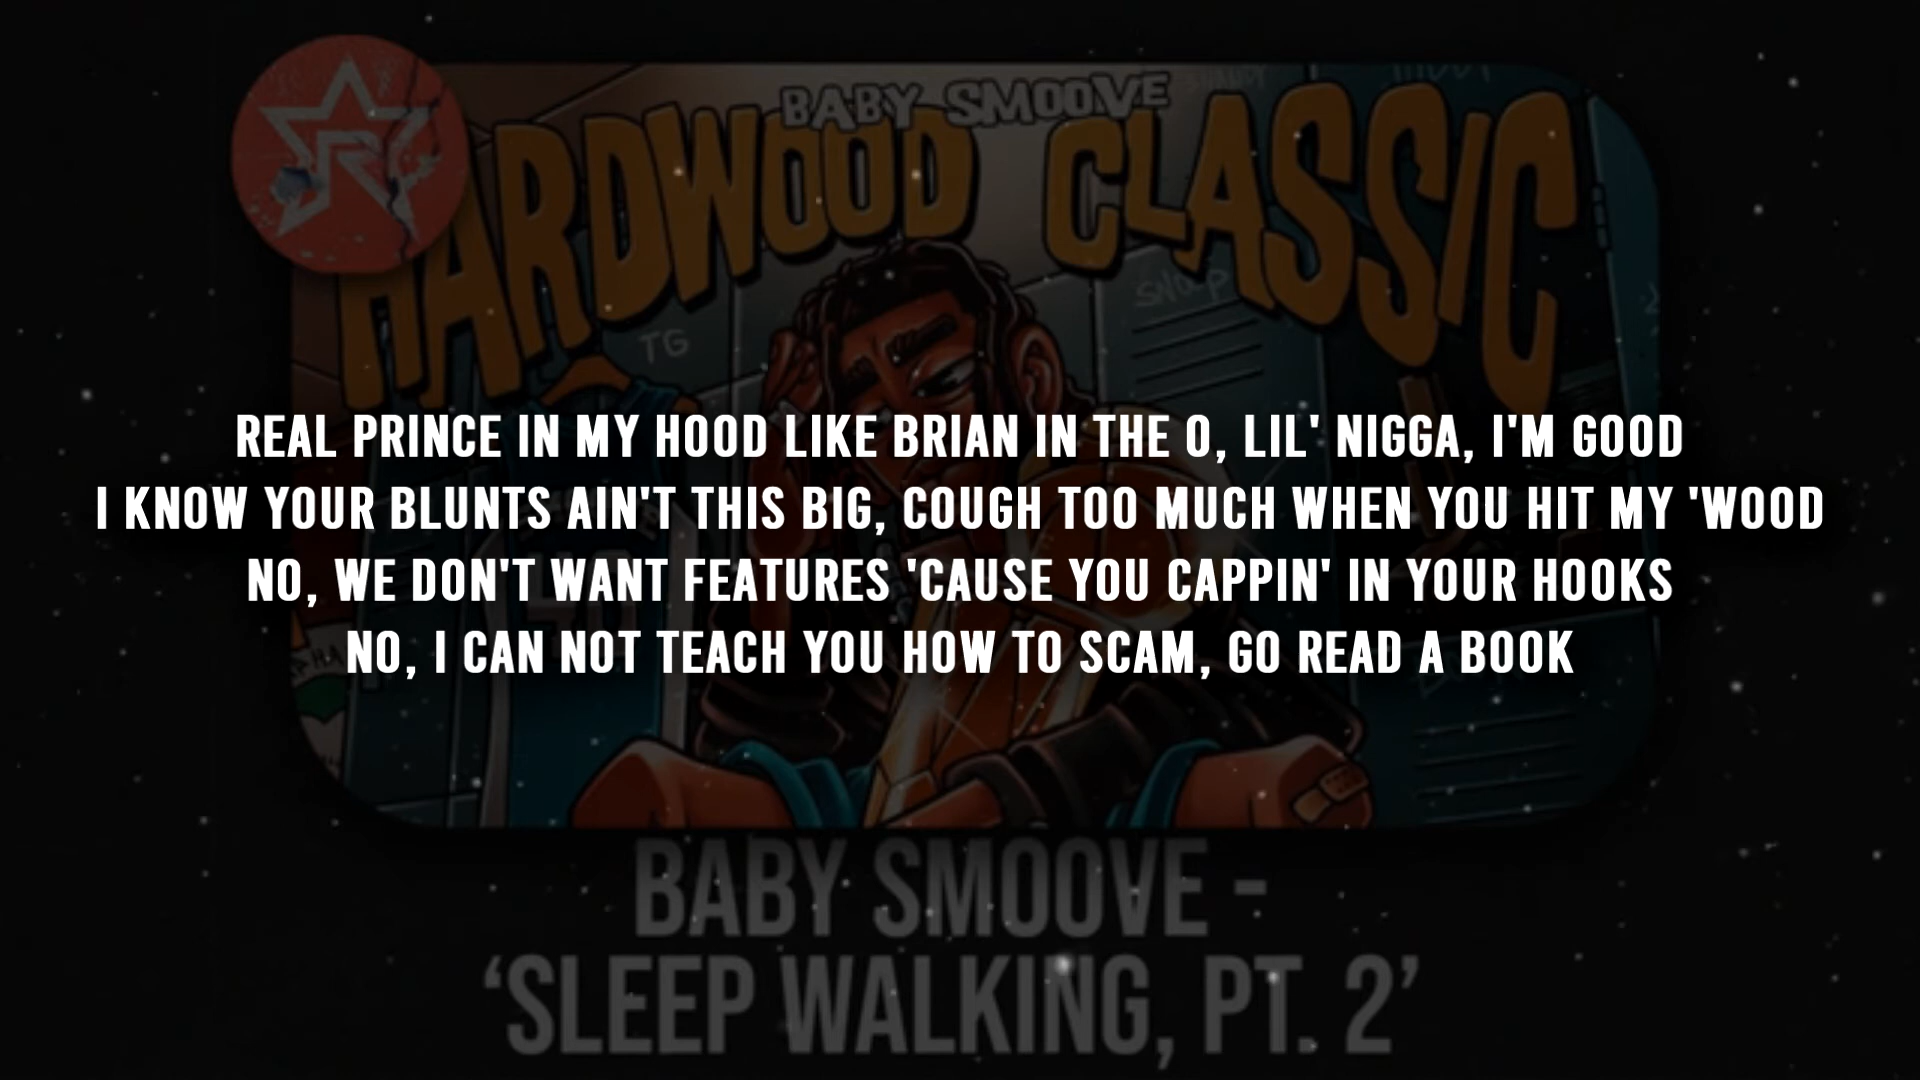 BABY SMOOVE
HARDWOOD CLASSIC
TG
REAL PRINCE IN MY HOOD LIKE BRIAN IN THE O, LIL' NIGGA, I'M GOOD
I KNOW YOUR BLUNTS AIN'T THIS BIG, COUGH TOO MUCH WHEN YOU HIT MY 'WOOD
NO, WE DON'T WANT FEATURES 'CAUSE YOU CAPPIN' IN YOUR HOOKS
NO, I CAN NOT TEACH YOU HOW TO SCAM, GO READ A BOOK
BABY SMOOVE -
‘SLEEP WALKING, PT. 2’